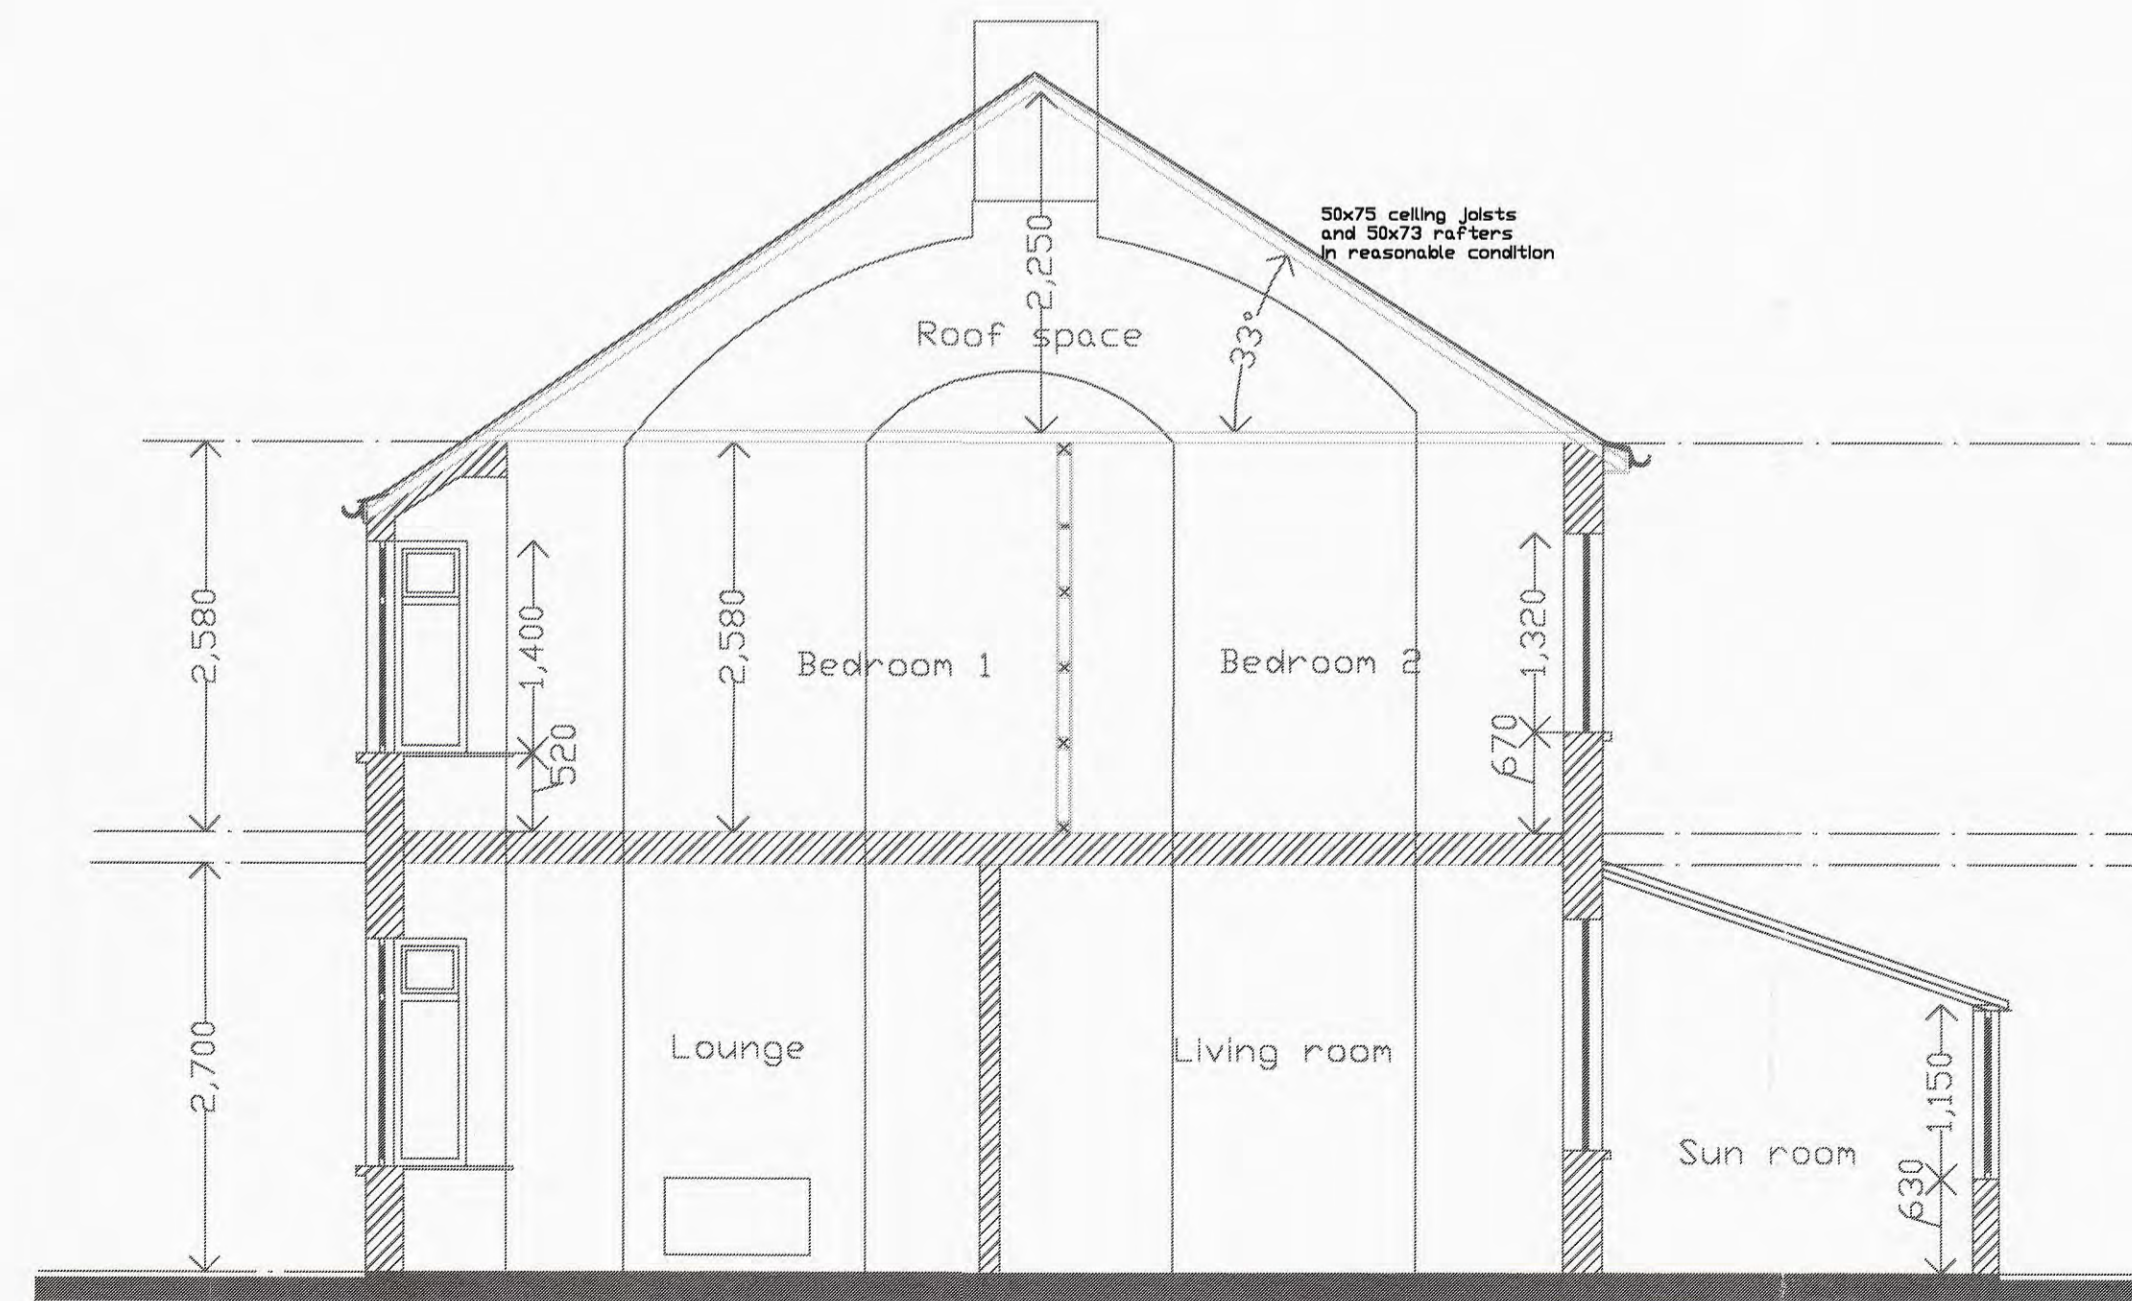 50x75 ceiling joists
and 50x73 rafters
in reasonable condition
2,250
33°
Roof space
2,580
1,400
520
2,580
Bedroom 1
Bedroom 2
1,320
670
2,700
Lounge
Living room
Sun room
1,150
630